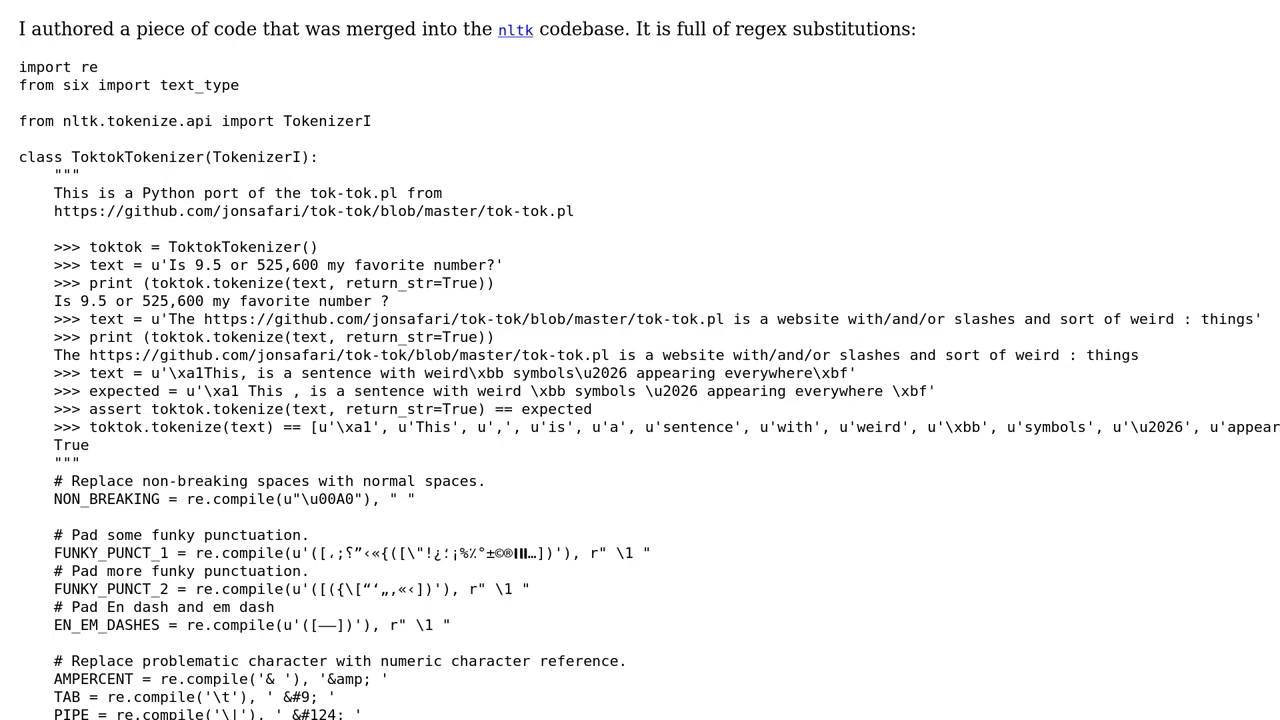 I authored a piece of code that was merged into the nltk codebase. It is full of regex substitutions:
import re
from six import text_type
from nltk.tokenize.api import TokenizerI
class ToktokTokenizer(TokenizerI):
"""
This is a Python port of the tok-tok.pl from
https://github.com/jonsafari/tok-tok/blob/master/tok-tok.pl
>>> toktok = ToktokTokenizer()
>>> text = u'Is 9.5 or 525,600 my favorite number?'
>>> print (toktok.tokenize(text, return_str=True))
Is 9.5 or 525,600 my favorite number ?
>>> text = u'The https://github.com/jonsafari/tok-tok/blob/master/tok-tok.pl is a website with/and/or slashes and sort of weird : things'
>>> print (toktok.tokenize(text, return_str=True))
The https://github.com/jonsafari/tok-tok/blob/master/tok-tok.pl is a website with/and/or slashes and sort of weird : things
>>> text = u'\xa1This, is a sentence with weird\xbb symbols\u2026 appearing everywhere\xbf'
>>> expected = u'\xa1 This , is a sentence with weird \xbb symbols \u2026 appearing everywhere \xbf'
>>> assert toktok.tokenize(text, return_str=True) == expected
>>> toktok.tokenize(text) == [u'\xa1', u'This', u',', u'is', u'a', u'sentence', u'with', u'weird', u'\xbb', u'symbols', u'\u2026', u'appear
True
"""
# Replace non-breaking spaces with normal spaces.
NON_BREAKING = re.compile(u"\u00A0"), " "
# Pad some funky punctuation.
FUNKY_PUNCT_1 = re.compile(u'([،;؟”›«{([\"!¿؛¡%٪°±©®।॥…])'), r" \1 "
# Pad more funky punctuation.
FUNKY_PUNCT_2 = re.compile(u'([({\[“‘„‚«‹])'), r" \1 "
# Pad En dash and em dash
EN_EM_DASHES = re.compile(u'([–—])'), r" \1 "
# Replace problematic character with numeric character reference.
AMPERCENT = re.compile('& '), '&amp; '
TAB = re.compile('\t'), ' &#9; '
PIPE = re.compile('\|'), ' &#124; '